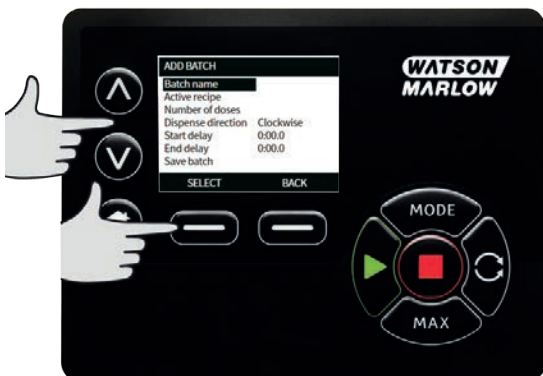 ADD BATCH
Batch name
Active recipe
Number of doses
Dispense direction Clockwise
Start delay 0:00.0
End delay 0:00.0
Save batch
SELECT BACK
WATSON
MARLOW
MODE
MAX